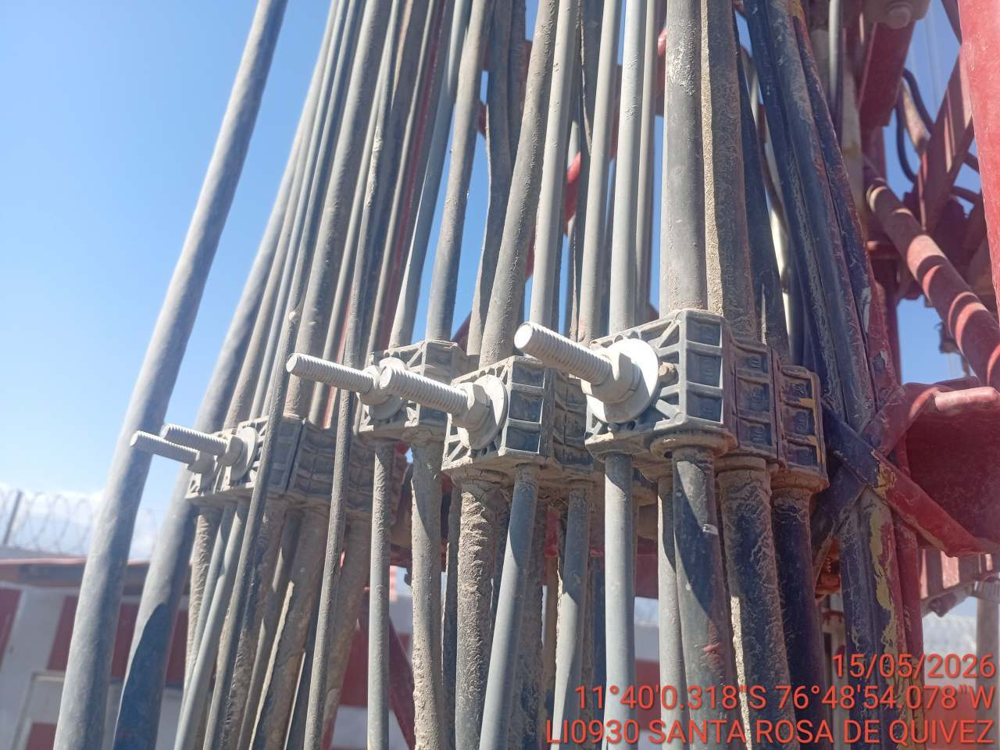 15/05/2026
11°40'0.318"S 76°48'54.078"W
LI0930 SANTA ROSA DE QUIVEZ